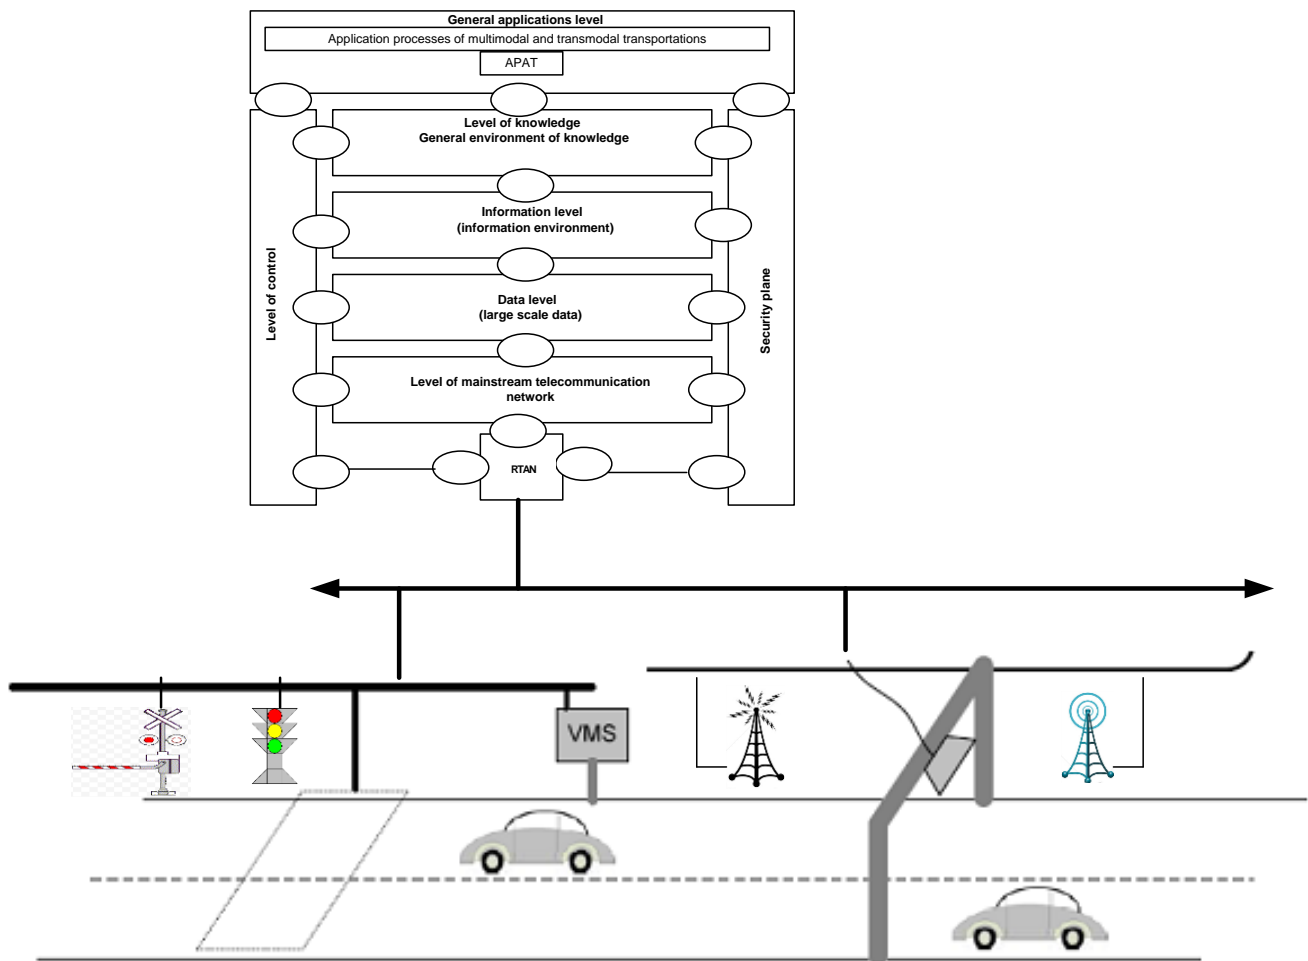 General applications level
Application processes of multimodal and transmodal transportations
APAT
Level of knowledge
General environment of knowledge
Information level
(information environment)
Level of control
Data level
(large scale data)
Security plane
Level of mainstream telecommunication
network
RTAN
VMS